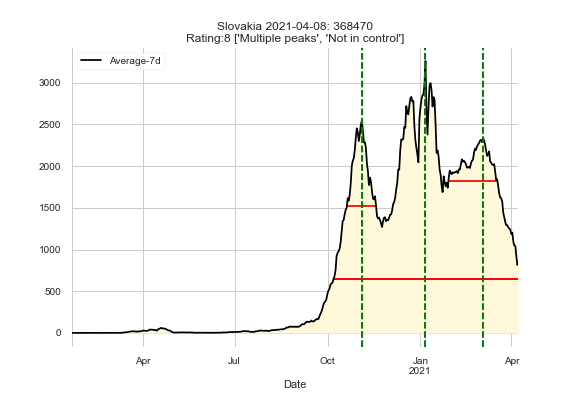 Slovakia 2021-04-08: 368470
Rating:8 ['Multiple peaks', 'Not in control']
Average-7d
3000
2500
2000
1500
1000
500
0
Apr
Jul
Oct
Jan
2021
Apr
Date